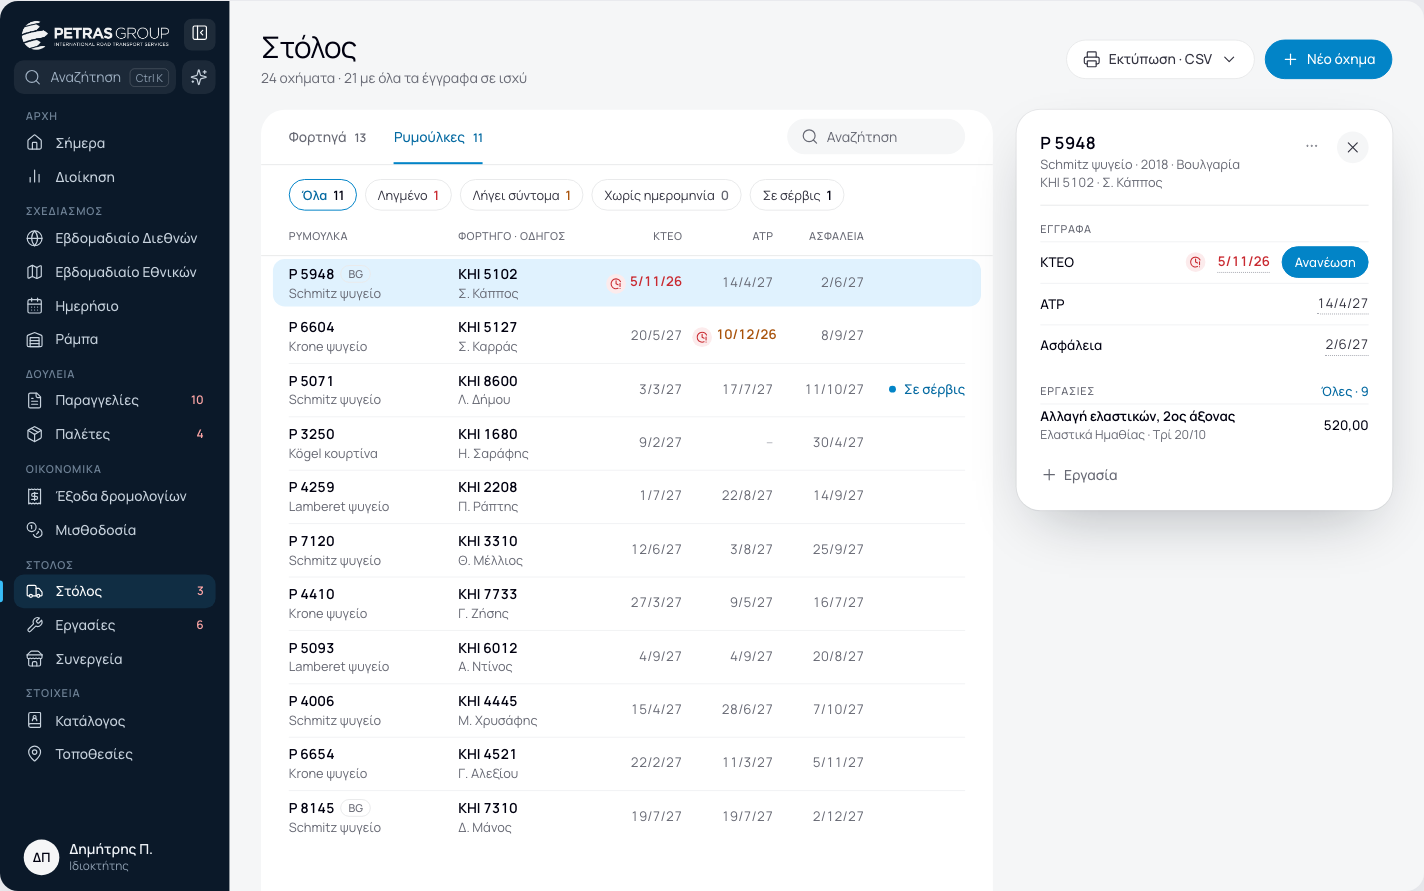 PETRAS GROUP
INTERNATIONAL ROAD TRANSPORT SERVICES
Αναζήτηση Ctrl K
ΑΡΧΗ
Σήμερα
Διοίκηση
ΣΧΕΔΙΑΣΜΟΣ
Εβδομαδιαίο Διεθνών
Εβδομαδιαίο Εθνικών
Ημερήσιο
Ράμπα
ΔΟΥΛΕΙΑ
Παραγγελίες 10
Παλέτες 4
ΟΙΚΟΝΟΜΙΚΑ
Έξοδα δρομολογίων
Μισθοδοσία
ΣΤΟΛΟΣ
Στόλος 3
Εργασίες 6
Συνεργεία
ΣΤΟΙΧΕΙΑ
Κατάλογος
Τοποθεσίες
ΔΠ
Δημήτρης Π.
Ιδιοκτήτης
Στόλος
24 οχήματα · 21 με όλα τα έγγραφα σε ισχύ
Εκτύπωση · CSV
Νέο όχημα
Φορτηγά 13 Ρυμούλκες 11
Αναζήτηση
Όλα 11 Ληγμένο 1 Λήγει σύντομα 1 Χωρίς ημερομηνία 0 Σε σέρβις 1
ΡΥΜΟΥΛΚΑ ΦΟΡΤΗΓΟ · ΟΔΗΓΟΣ ΚΤΕΟ ΑΤΡ ΑΣΦΑΛΕΙΑ
Ρ 5948 BG ΚΗΙ 5102 5/11/26 14/4/27 2/6/27
Schmitz ψυγείο Σ. Κάππος
Ρ 6604 ΚΗΙ 5127 20/5/27 10/12/26 8/9/27
Krone ψυγείο Σ. Καρράς
Ρ 5071 ΚΗΙ 8600 3/3/27 17/7/27 11/10/27 Σε σέρβις
Schmitz ψυγείο Λ. Δήμου
Ρ 3250 ΚΗΙ 1680 9/2/27 – 30/4/27
Kögel κουρτίνα Η. Σαράφης
Ρ 4259 ΚΗΙ 2208 1/7/27 22/8/27 14/9/27
Lamberet ψυγείο Π. Ράπτης
Ρ 7120 ΚΗΙ 3310 12/6/27 3/8/27 25/9/27
Schmitz ψυγείο Θ. Μέλλιος
Ρ 4410 ΚΗΙ 7733 27/3/27 9/5/27 16/7/27
Krone ψυγείο Γ. Ζήσης
Ρ 5093 ΚΗΙ 6012 4/9/27 4/9/27 20/8/27
Lamberet ψυγείο Α. Ντίνος
Ρ 4006 ΚΗΙ 4445 15/4/27 28/6/27 7/10/27
Schmitz ψυγείο Μ. Χρυσάφης
Ρ 6654 ΚΗΙ 4521 22/2/27 11/3/27 5/11/27
Krone ψυγείο Γ. Αλεξίου
Ρ 8145 BG ΚΗΙ 7310 19/7/27 19/7/27 2/12/27
Schmitz ψυγείο Δ. Μάνος
Ρ 5948
Schmitz ψυγείο · 2018 · Βουλγαρία
ΚΗΙ 5102 · Σ. Κάππος
ΕΓΓΡΑΦΑ
ΚΤΕΟ 5/11/26 Ανανέωση
ΑΤΡ 14/4/27
Ασφάλεια 2/6/27
ΕΡΓΑΣΙΕΣ Όλες · 9
Αλλαγή ελαστικών, 2ος άξονας 520,00
Ελαστικά Ημαθίας · Τρί 20/10
Εργασία